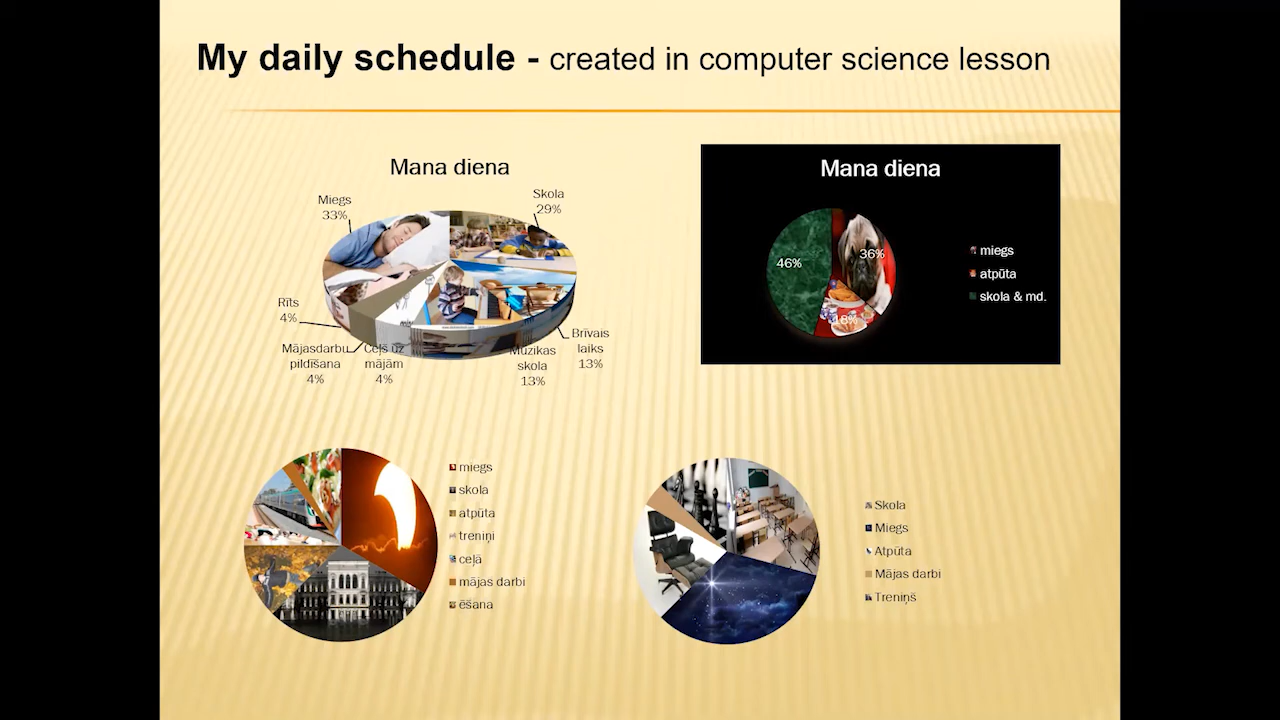 My daily schedule - created in computer science lesson
Mana diena
Miegs
33%
Skola
29%
Rīts
4%
Mājasdarbu
pildīšana
4%
Ceļš uz
mājām
4%
Mūzikas
skola
13%
Brīvais
laiks
13%
Mana diena
46%
36%
18%
miegs
atpūta
skola & md.
miegs
skola
atpūta
treniņi
ceļā
mājas darbi
ēšana
Skola
Miegs
Atpūta
Mājas darbi
Treniņš